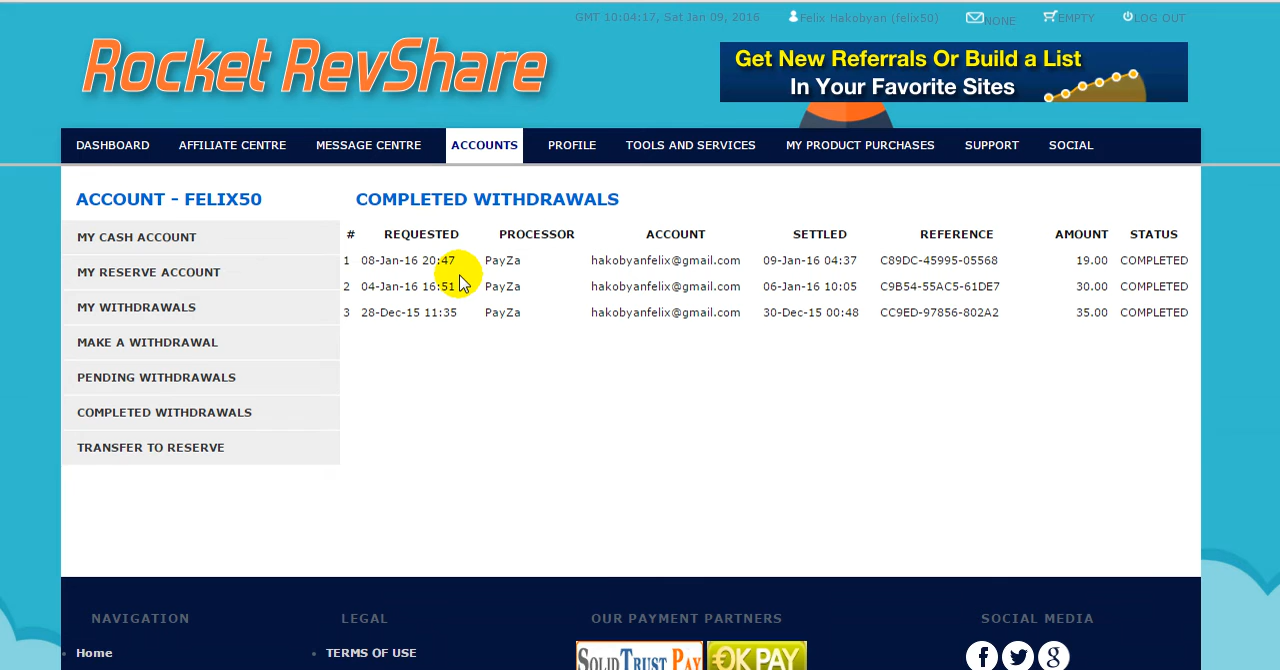 GMT 10:04:17, Sat Jan 09, 2016 Felix Hakobyan (felix50) NONE EMPTY LOG OUT
Rocket RevShare
Get New Referrals Or Build a List
In Your Favorite Sites
DASHBOARD AFFILIATE CENTRE MESSAGE CENTRE ACCOUNTS PROFILE TOOLS AND SERVICES MY PRODUCT PURCHASES SUPPORT SOCIAL
ACCOUNT - FELIX50
MY CASH ACCOUNT
MY RESERVE ACCOUNT
MY WITHDRAWALS
MAKE A WITHDRAWAL
PENDING WITHDRAWALS
COMPLETED WITHDRAWALS
TRANSFER TO RESERVE
COMPLETED WITHDRAWALS
# REQUESTED PROCESSOR ACCOUNT SETTLED REFERENCE AMOUNT STATUS
1 08-Jan-16 20:47 PayZa hakobyanfelix@gmail.com 09-Jan-16 04:37 C89DC-45995-05568 19.00 COMPLETED
2 04-Jan-16 16:51 PayZa hakobyanfelix@gmail.com 06-Jan-16 10:05 C9B54-55AC5-61DE7 30.00 COMPLETED
3 28-Dec-15 11:35 PayZa hakobyanfelix@gmail.com 30-Dec-15 00:48 CC9ED-97856-802A2 35.00 COMPLETED
NAVIGATION LEGAL OUR PAYMENT PARTNERS SOCIAL MEDIA
Home TERMS OF USE SOLID TRUST PAY OK PAY